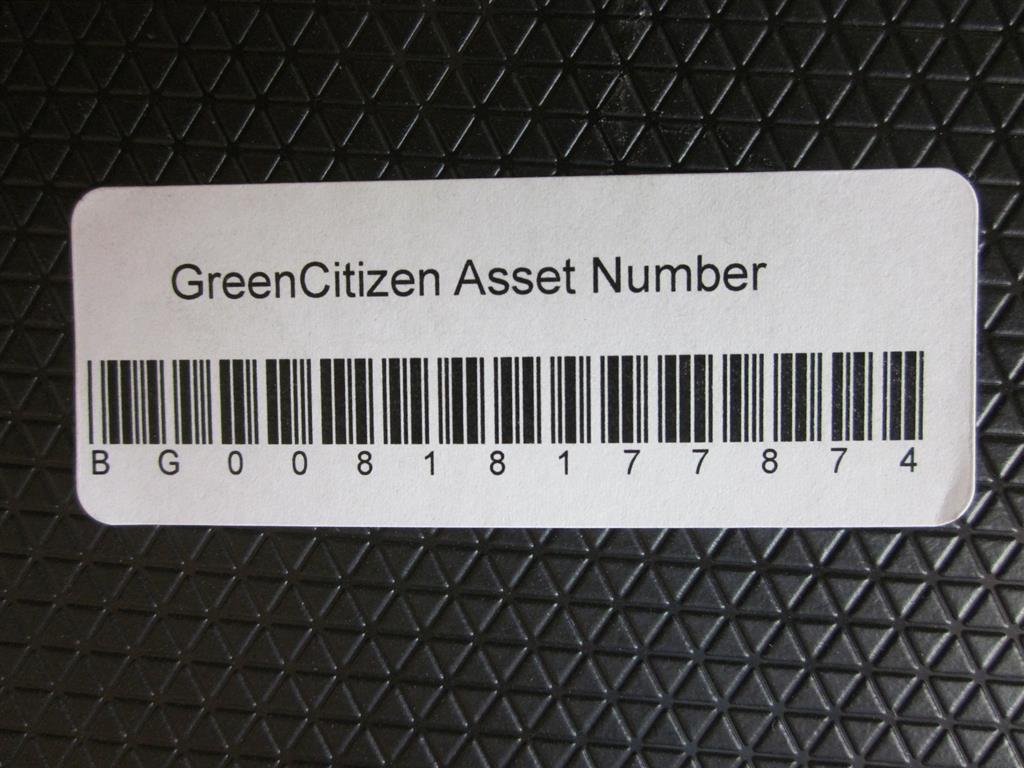 GreenCitizen Asset Number
B G 0 0 8 1 8 1 7 7 8 7 4